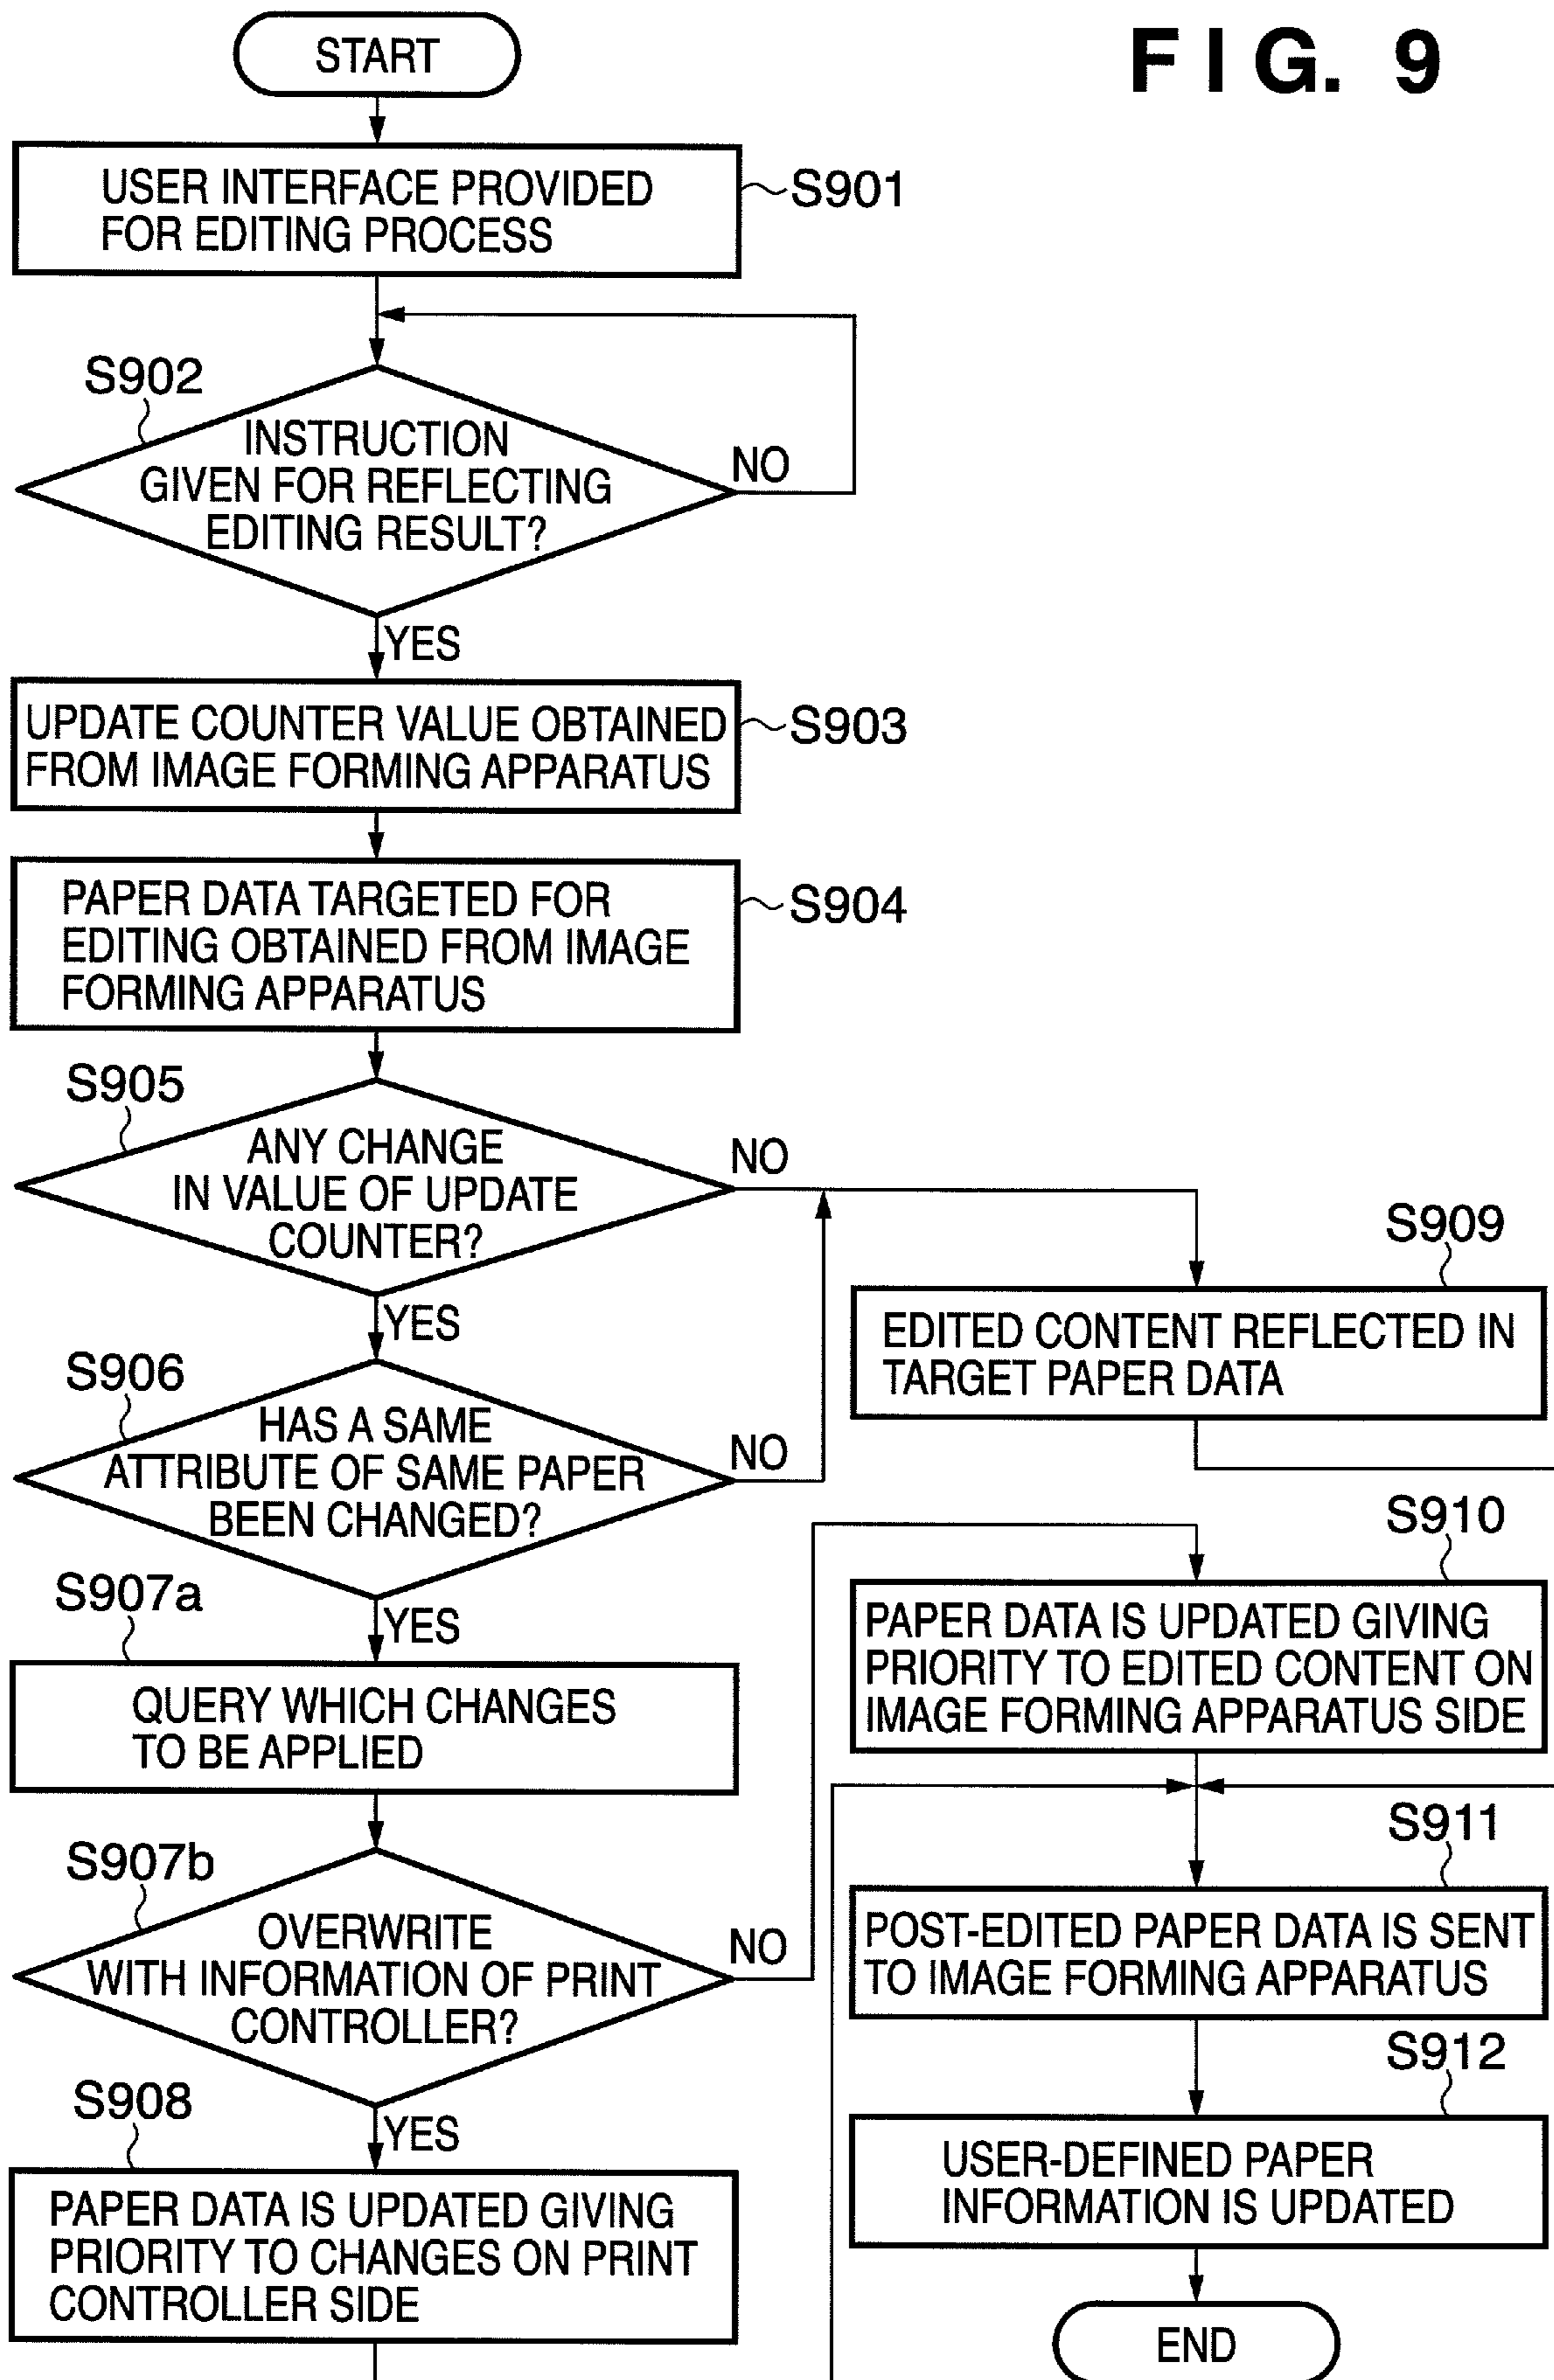 FIG. 9
START
USER INTERFACE PROVIDED
FOR EDITING PROCESS
S901
S902
INSTRUCTION
GIVEN FOR REFLECTING
EDITING RESULT?
NO
YES
UPDATE COUNTER VALUE OBTAINED
FROM IMAGE FORMING APPARATUS
S903
PAPER DATA TARGETED FOR
EDITING OBTAINED FROM IMAGE
FORMING APPARATUS
S904
S905
ANY CHANGE
IN VALUE OF UPDATE
COUNTER?
NO
YES
S906
HAS A SAME
ATTRIBUTE OF SAME PAPER
BEEN CHANGED?
NO
YES
S907a
QUERY WHICH CHANGES
TO BE APPLIED
S907b
OVERWRITE
WITH INFORMATION OF PRINT
CONTROLLER?
NO
YES
S908
PAPER DATA IS UPDATED GIVING
PRIORITY TO CHANGES ON PRINT
CONTROLLER SIDE
S909
EDITED CONTENT REFLECTED IN
TARGET PAPER DATA
S910
PAPER DATA IS UPDATED GIVING
PRIORITY TO EDITED CONTENT ON
IMAGE FORMING APPARATUS SIDE
S911
POST-EDITED PAPER DATA IS SENT
TO IMAGE FORMING APPARATUS
S912
USER-DEFINED PAPER
INFORMATION IS UPDATED
END